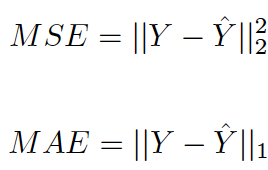 MSE = ||Y − Ŷ||₂²
MAE = ||Y − Ŷ||₁